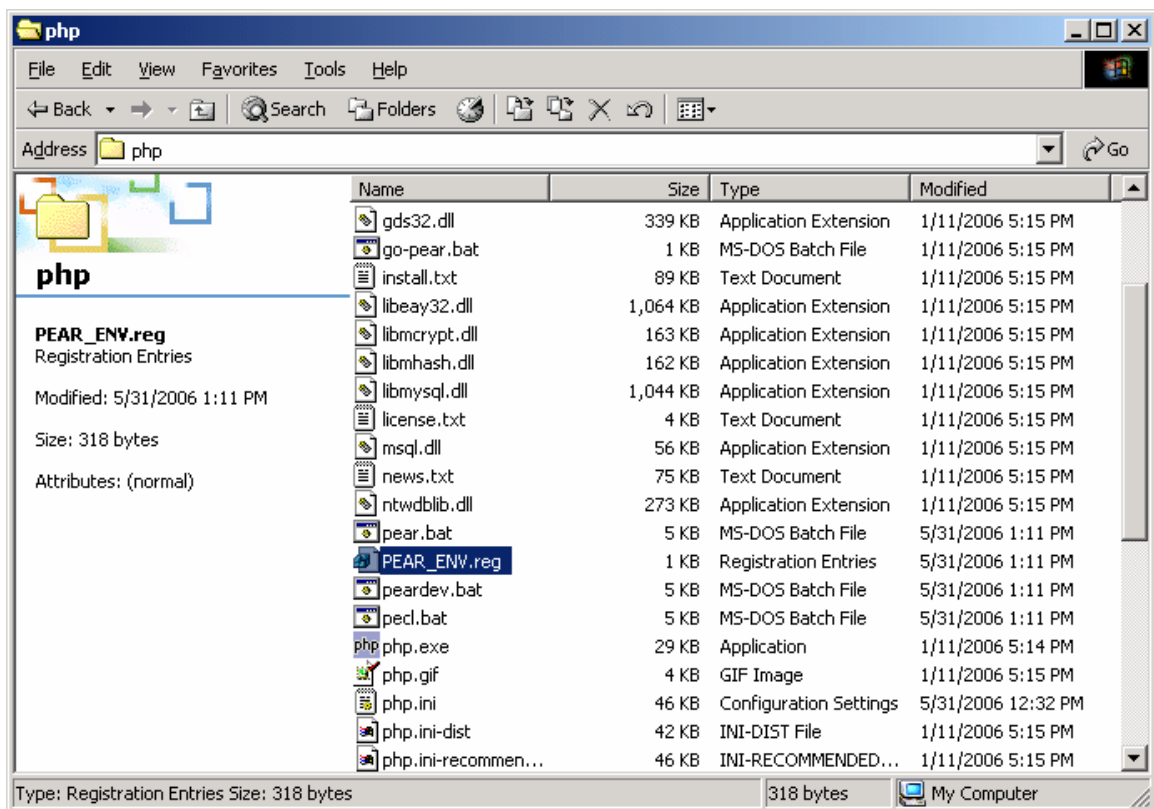 php
File Edit View Favorites Tools Help
Back Search Folders
Address php Go
php
PEAR_ENV.reg
Registration Entries
Modified: 5/31/2006 1:11 PM
Size: 318 bytes
Attributes: (normal)
Name Size Type Modified
gds32.dll 339 KB Application Extension 1/11/2006 5:15 PM
go-pear.bat 1 KB MS-DOS Batch File 1/11/2006 5:15 PM
install.txt 89 KB Text Document 1/11/2006 5:15 PM
libeay32.dll 1,064 KB Application Extension 1/11/2006 5:15 PM
libmcrypt.dll 163 KB Application Extension 1/11/2006 5:15 PM
libmhash.dll 162 KB Application Extension 1/11/2006 5:15 PM
libmysql.dll 1,044 KB Application Extension 1/11/2006 5:15 PM
license.txt 4 KB Text Document 1/11/2006 5:15 PM
msql.dll 56 KB Application Extension 1/11/2006 5:15 PM
news.txt 75 KB Text Document 1/11/2006 5:15 PM
ntwdblib.dll 273 KB Application Extension 1/11/2006 5:15 PM
pear.bat 5 KB MS-DOS Batch File 5/31/2006 1:11 PM
PEAR_ENV.reg 1 KB Registration Entries 5/31/2006 1:11 PM
peardev.bat 5 KB MS-DOS Batch File 5/31/2006 1:11 PM
pecl.bat 5 KB MS-DOS Batch File 5/31/2006 1:11 PM
php php.exe 29 KB Application 1/11/2006 5:14 PM
php.gif 4 KB GIF Image 1/11/2006 5:15 PM
php.ini 46 KB Configuration Settings 5/31/2006 12:32 PM
php.ini-dist 42 KB INI-DIST File 1/11/2006 5:15 PM
php.ini-recommen... 46 KB INI-RECOMMENDED... 1/11/2006 5:15 PM
Type: Registration Entries Size: 318 bytes 318 bytes My Computer